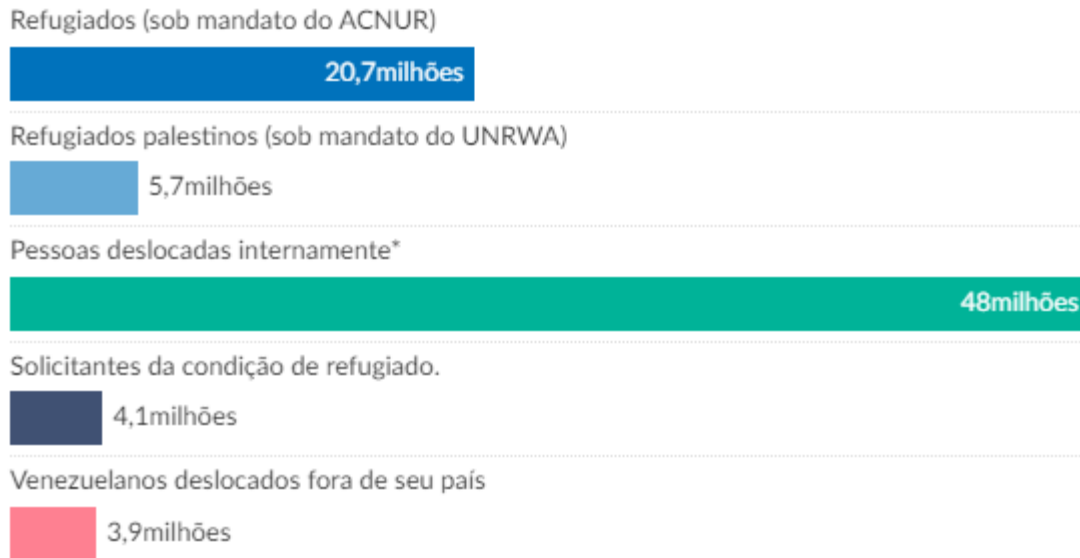 Refugiados (sob mandato do ACNUR)
20,7milhões
Refugiados palestinos (sob mandato do UNRWA)
5,7milhões
Pessoas deslocadas internamente*
48milhões
Solicitantes da condição de refugiado.
4,1milhões
Venezuelanos deslocados fora de seu país
3,9milhões